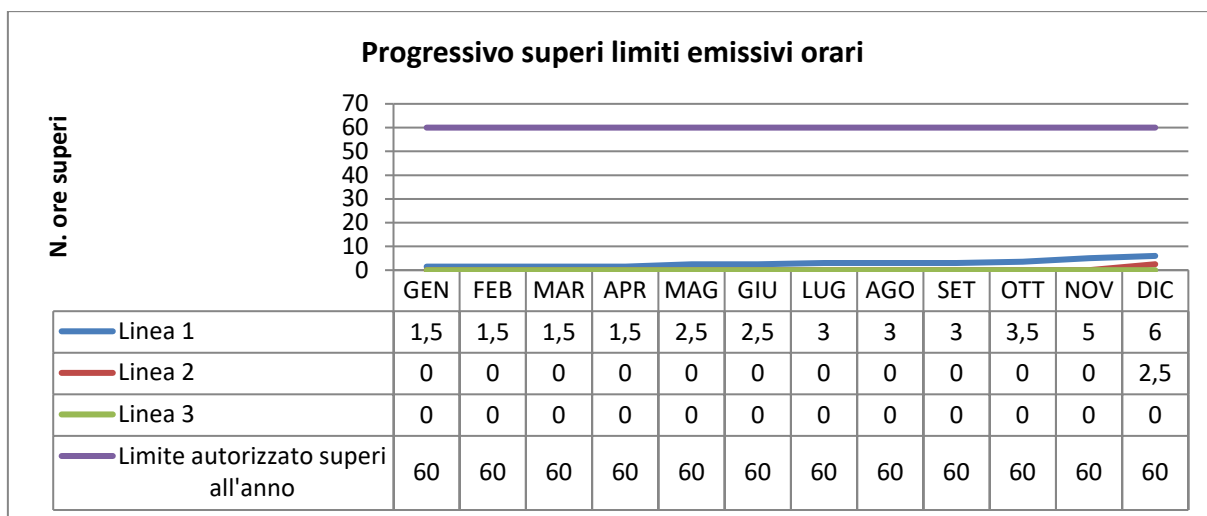 Progressivo superi limiti emissivi orari
N. ore superi
70
60
50
40
30
20
10
0
GEN FEB MAR APR MAG GIU LUG AGO SET OTT NOV DIC
Linea 1 1,5 1,5 1,5 1,5 2,5 2,5 3 3 3 3,5 5 6
Linea 2 0 0 0 0 0 0 0 0 0 0 0 2,5
Linea 3 0 0 0 0 0 0 0 0 0 0 0 0
Limite autorizzato superi
all'anno 60 60 60 60 60 60 60 60 60 60 60 60